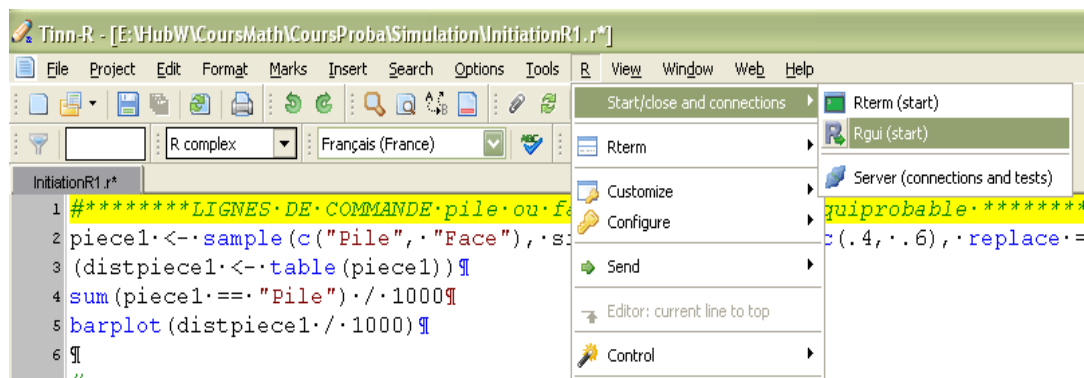 Tinn-R - [E:\HubW\CoursMath\CoursProba\Simulation\InitiationR1.r*]
File Project Edit Format Marks Insert Search Options Tools R View Window Web Help
R complex Français (France)
InitiationR1.r*
Start/close and connections
Rterm
Customize
Configure
Send
Editor: current line to top
Control
Rterm (start)
Rgui (start)
Server (connections and tests)
1 #********LIGNES·DE·COMMANDE·pile·ou·fa quiprobable·********
2 piece1·<-·sample(c("Pile",·"Face"),·si c(.4,·.6),·replace·=
3 (distpiece1·<-·table(piece1))¶
4 sum(piece1·==·"Pile")·/·1000¶
5 barplot(distpiece1·/·1000)¶
6 ¶